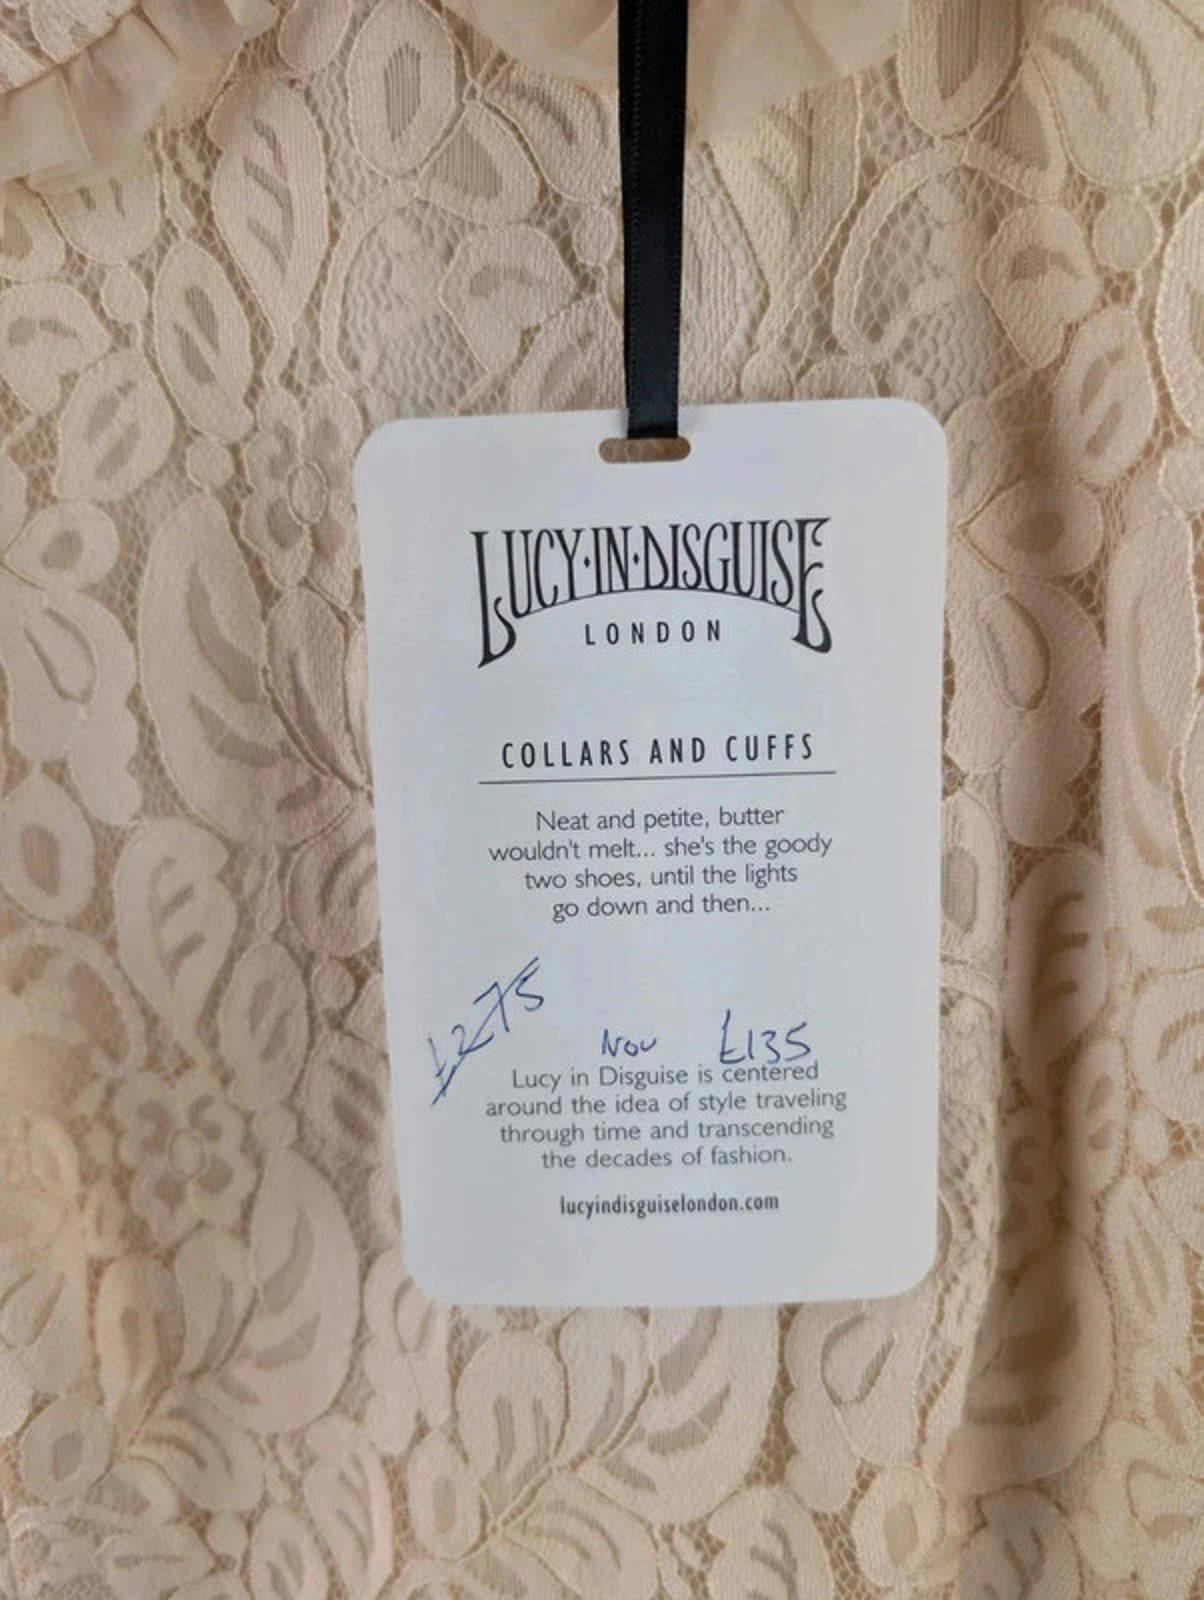 LUCY·IN·DISGUISE
LONDON
COLLARS AND CUFFS
Neat and petite, butter
wouldn't melt... she's the goody
two shoes, until the lights
go down and then...
£275
Now £135
Lucy in Disguise is centered
around the idea of style traveling
through time and transcending
the decades of fashion.
lucyindisguiselondon.com